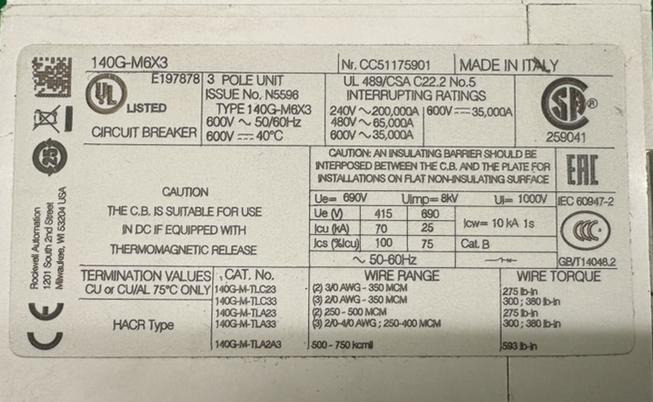 140G-M6X3
Nr. CC51175901
MADE IN ITALY
UL
LISTED
E197878
CIRCUIT BREAKER
3 POLE UNIT
ISSUE No. N5596
TYPE 140G-M6X3
600V ~ 50/60Hz
600V ⎓ 40°C
UL 489/CSA C22.2 No.5
INTERRUPTING RATINGS
240V ~ 200,000A
480V ~ 65,000A
600V ~ 35,000A
600V ⎓ 35,000A
SA ®
259041
CAUTION: AN INSULATING BARRIER SHOULD BE
INTERPOSED BETWEEN THE C.B. AND THE PLATE FOR
INSTALLATIONS ON FLAT NON-INSULATING SURFACE
EAC
CAUTION
THE C.B. IS SUITABLE FOR USE
IN DC IF EQUIPPED WITH
THERMOMAGNETIC RELEASE
Ue= 690V Uimp= 8kV Ui= 1000V
IEC 60947-2
Ue (V) 415 690
Icu (kA) 70 25
Ics (%Icu) 100 75
Icw= 10 kA 1s
Cat. B
~ 50-60Hz
CCC
GB/T14048.2
TERMINATION VALUES
CU or CU/AL 75°C ONLY
HACR Type
CAT. No. WIRE RANGE WIRE TORQUE
140G-M-TLC23 (2) 3/0 AWG - 350 MCM 275 lb-in
140G-M-TLC33 (3) 2/0 AWG - 350 MCM 300 ; 380 lb-in
140G-M-TLA23 (2) 250 - 500 MCM 275 lb-in
140G-M-TLA33 (3) 2/0-4/0 AWG ; 250-400 MCM 300 ; 380 lb-in
140G-M-TLA2A3 500 - 750 kcmil 593 lb-in
25
Rockwell Automation
1201 South 2nd Street
Milwaukee, WI 53204 USA
CE